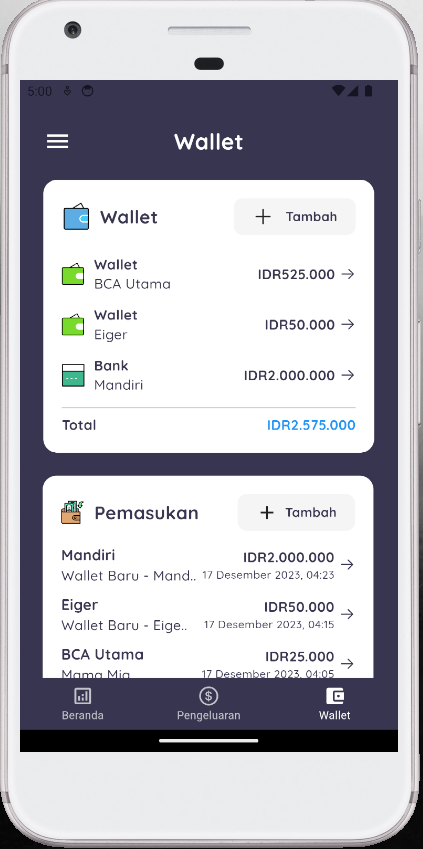 5:00
Wallet
Wallet
Tambah
Wallet
BCA Utama
IDR525.000
Wallet
Eiger
IDR50.000
Bank
Mandiri
IDR2.000.000
Total
IDR2.575.000
Pemasukan
Tambah
Mandiri
IDR2.000.000
Wallet Baru - Mand..
17 Desember 2023, 04:23
Eiger
IDR50.000
Wallet Baru - Eige..
17 Desember 2023, 04:15
BCA Utama
IDR25.000
Mama Mia
17 Desember 2023, 04:05
Beranda
Pengeluaran
Wallet